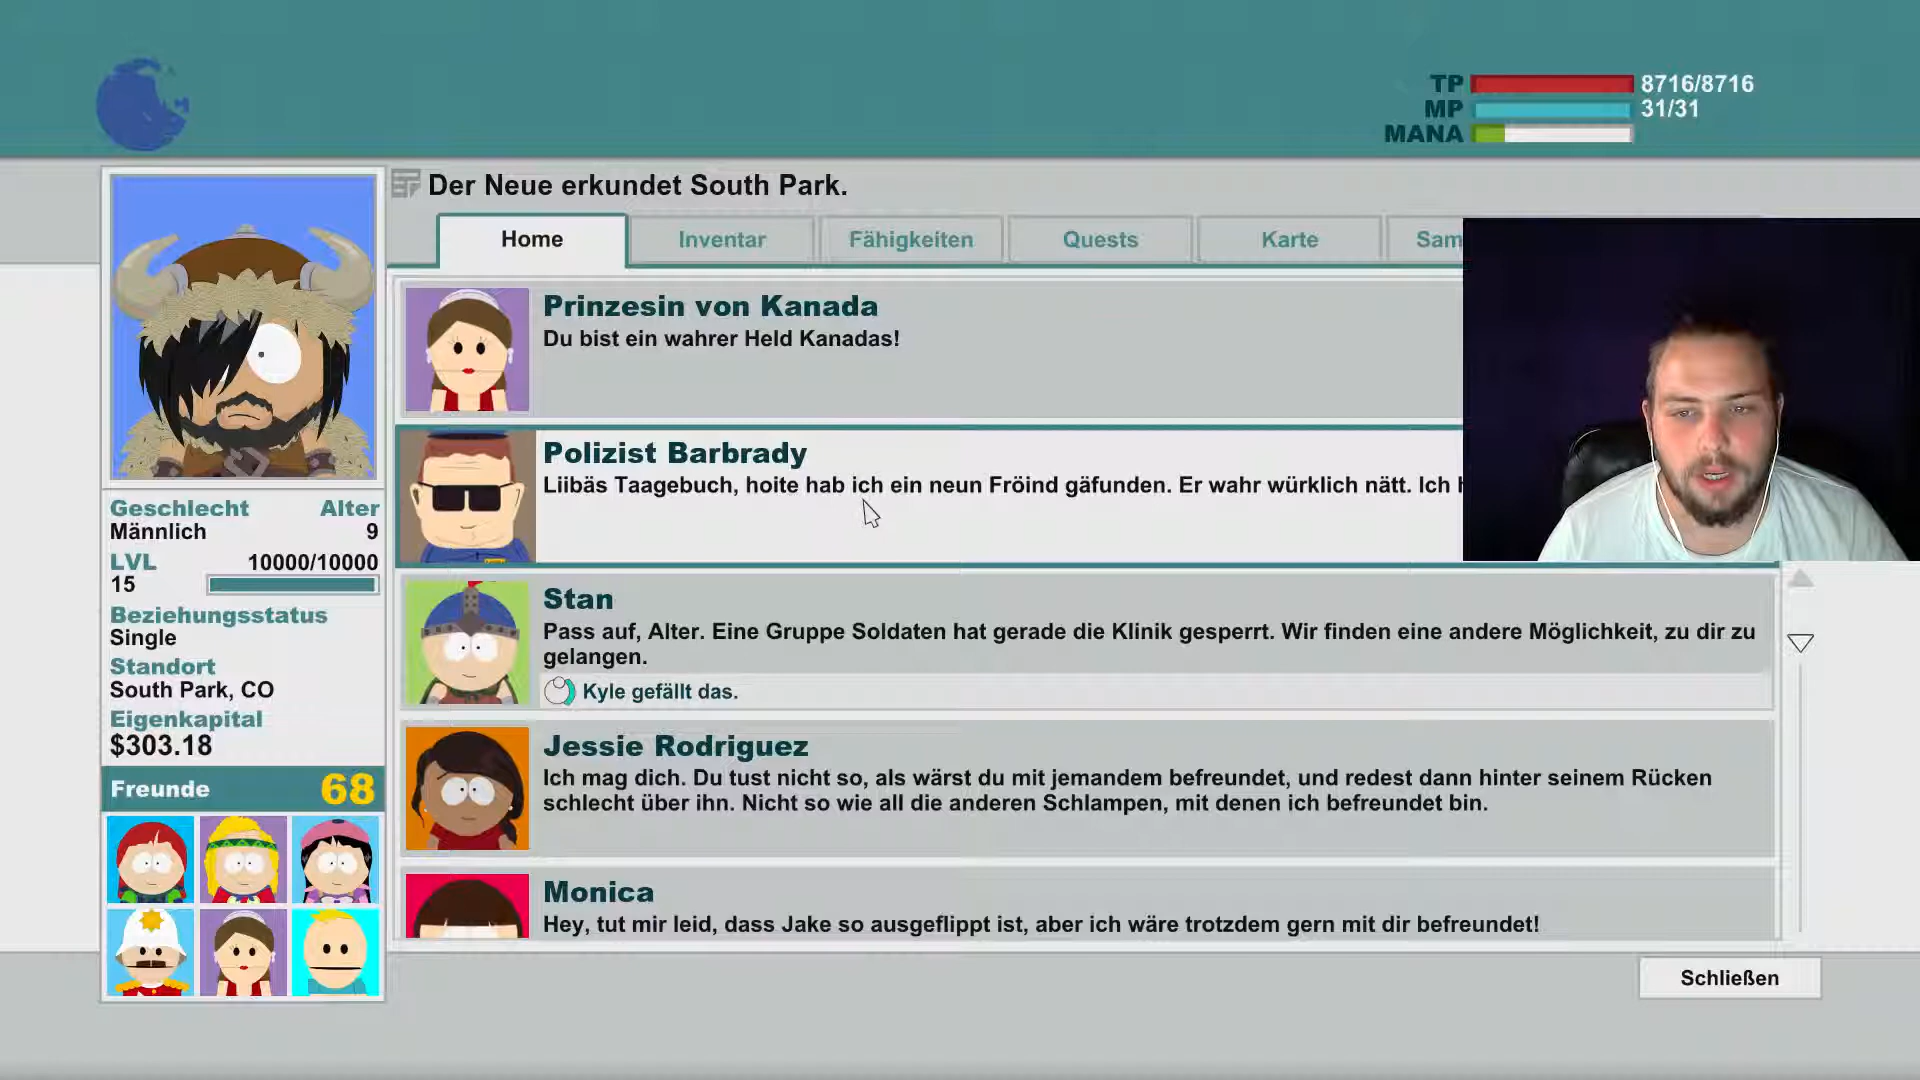 TP 8716/8716
MP 31/31
MANA
Der Neue erkundet South Park.
Home Inventar Fähigkeiten Quests Karte
Prinzesin von Kanada
Du bist ein wahrer Held Kanadas!
Polizist Barbrady
Liibäs Taagebuch, hoite hab ich ein neun Fröind gäfunden. Er wahr würklich nätt. Ich
Stan
Pass auf, Alter. Eine Gruppe Soldaten hat gerade die Klinik gesperrt. Wir finden eine andere Möglichkeit, zu dir zu
gelangen.
Kyle gefällt das.
Jessie Rodriguez
Ich mag dich. Du tust nicht so, als wärst du mit jemandem befreundet, und redest dann hinter seinem Rücken
schlecht über ihn. Nicht so wie all die anderen Schlampen, mit denen ich befreundet bin.
Monica
Hey, tut mir leid, dass Jake so ausgeflippt ist, aber ich wäre trotzdem gern mit dir befreundet!
Geschlecht Alter
Männlich 9
LVL 10000/10000
15
Beziehungsstatus
Single
Standort
South Park, CO
Eigenkapital
$303.18
Freunde 68
Schließen